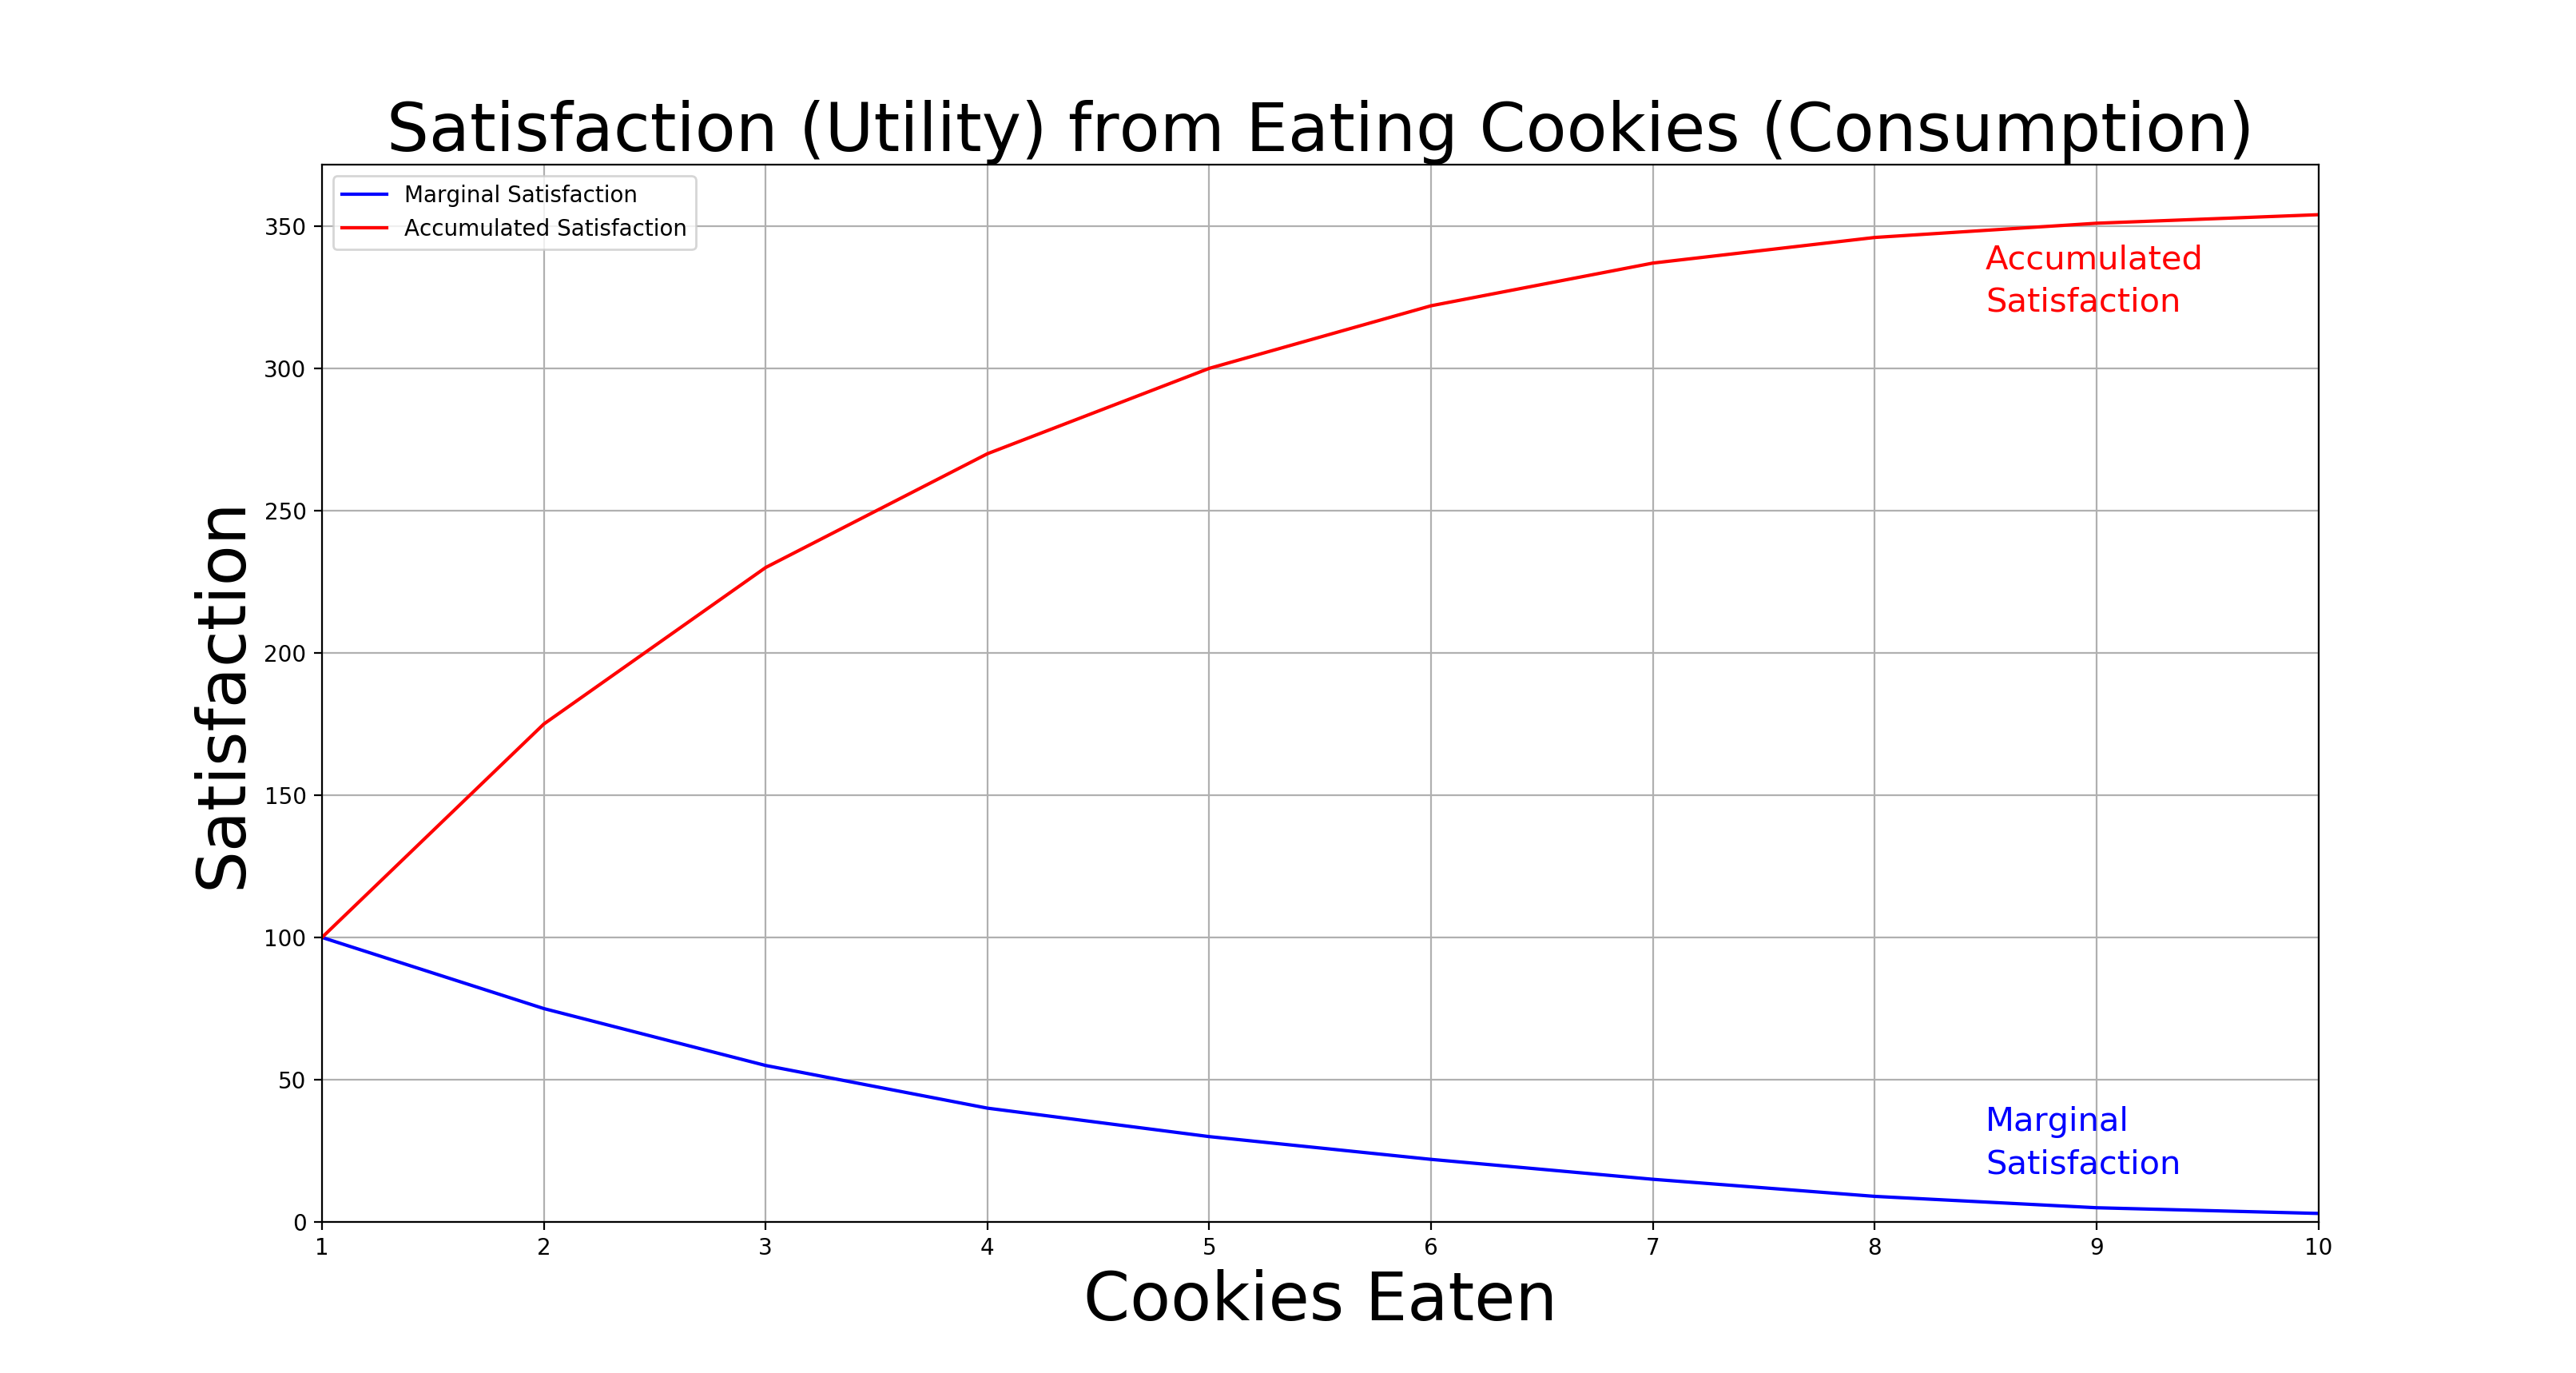 Satisfaction (Utility) from Eating Cookies (Consumption)
Marginal Satisfaction
Accumulated Satisfaction
350
300
250
200
150
100
50
0
Satisfaction
Accumulated
Satisfaction
Marginal
Satisfaction
1 2 3 4 5 6 7 8 9 10
Cookies Eaten